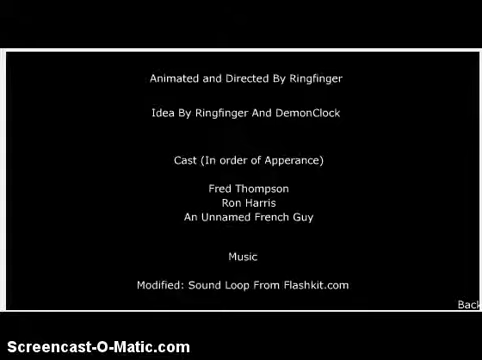 Animated and Directed By Ringfinger
Idea By Ringfinger And DemonClock
Cast (In order of Apperance)
Fred Thompson
Ron Harris
An Unnamed French Guy
Music
Modified: Sound Loop From Flashkit.com
Back
Screencast-O-Matic.com